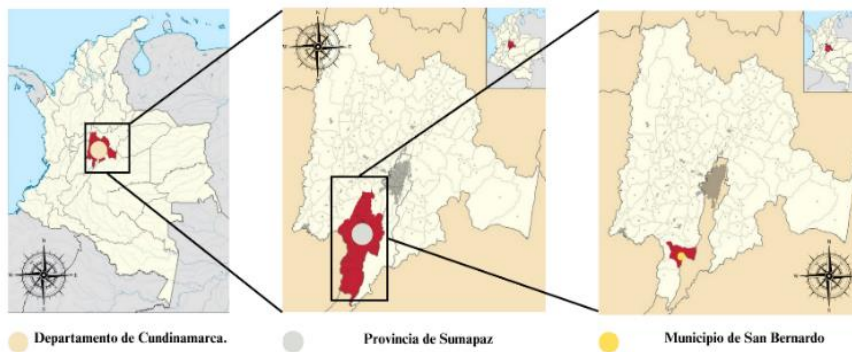 Departamento de Cundinamarca.
Provincia de Sumapaz
Municipio de San Bernardo